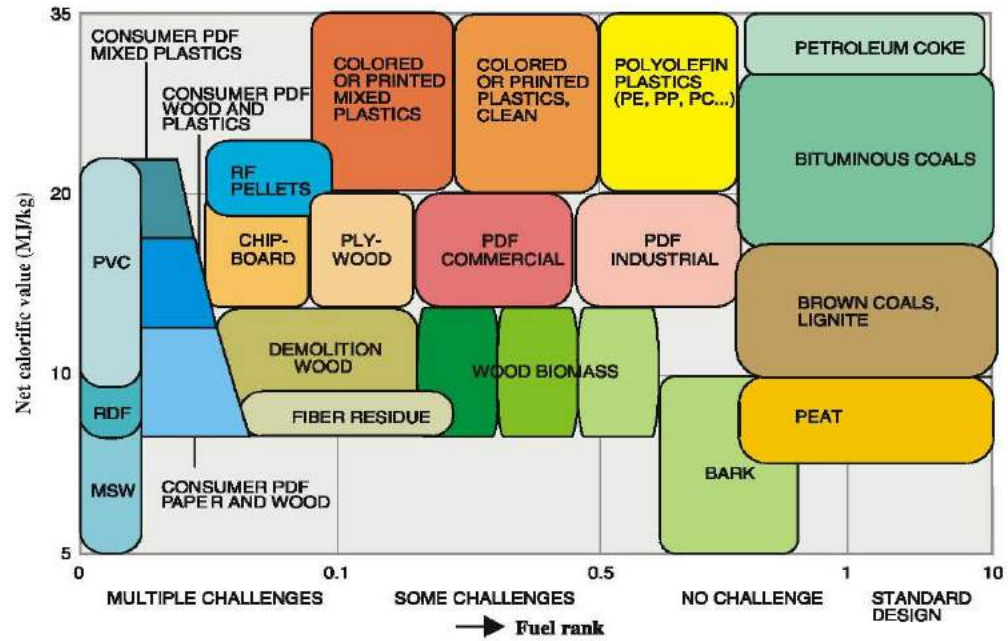 35
CONSUMER PDF
MIXED PLASTICS
CONSUMER PDF
WOOD AND
PLASTICS
COLORED
OR PRINTED
MIXED
PLASTICS
COLORED
OR PRINTED
PLASTICS,
CLEAN
POLYOLEFIN
PLASTICS
(PE, PP, PC...)
PETROLEUM COKE
BITUMINOUS COALS
RF
PELLETS
20
PVC
CHIP-
BOARD
PLY-
WOOD
PDF
COMMERCIAL
PDF
INDUSTRIAL
BROWN COALS,
LIGNITE
Net calorific value (MJ/kg)
DEMOLITION
WOOD
WOOD BIOMASS
10
RDF
FIBER RESIDUE
PEAT
MSW
CONSUMER PDF
PAPER AND WOOD
BARK
5
0 0.1 0.5 1 10
MULTIPLE CHALLENGES SOME CHALLENGES NO CHALLENGE STANDARD
DESIGN
Fuel rank